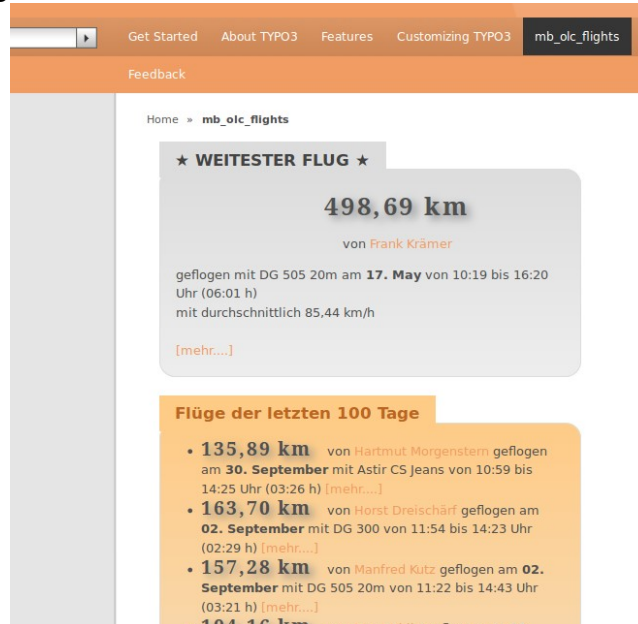 Get Started About TYPO3 Features Customizing TYPO3 mb_olc_flights
Feedback
Home » mb_olc_flights
★ WEITESTER FLUG ★
498,69 km
von Frank Krämer
geflogen mit DG 505 20m am 17. May von 10:19 bis 16:20
Uhr (06:01 h)
mit durchschnittlich 85,44 km/h
[mehr....]
Flüge der letzten 100 Tage
• 135,89 km von Hartmut Morgenstern geflogen
am 30. September mit Astir CS Jeans von 10:59 bis
14:25 Uhr (03:26 h) [mehr....]
• 163,70 km von Horst Dreischärf geflogen am
02. September mit DG 300 von 11:54 bis 14:23 Uhr
(02:29 h) [mehr....]
• 157,28 km von Manfred Kutz geflogen am 02.
September mit DG 505 20m von 11:22 bis 14:43 Uhr
(03:21 h) [mehr....]